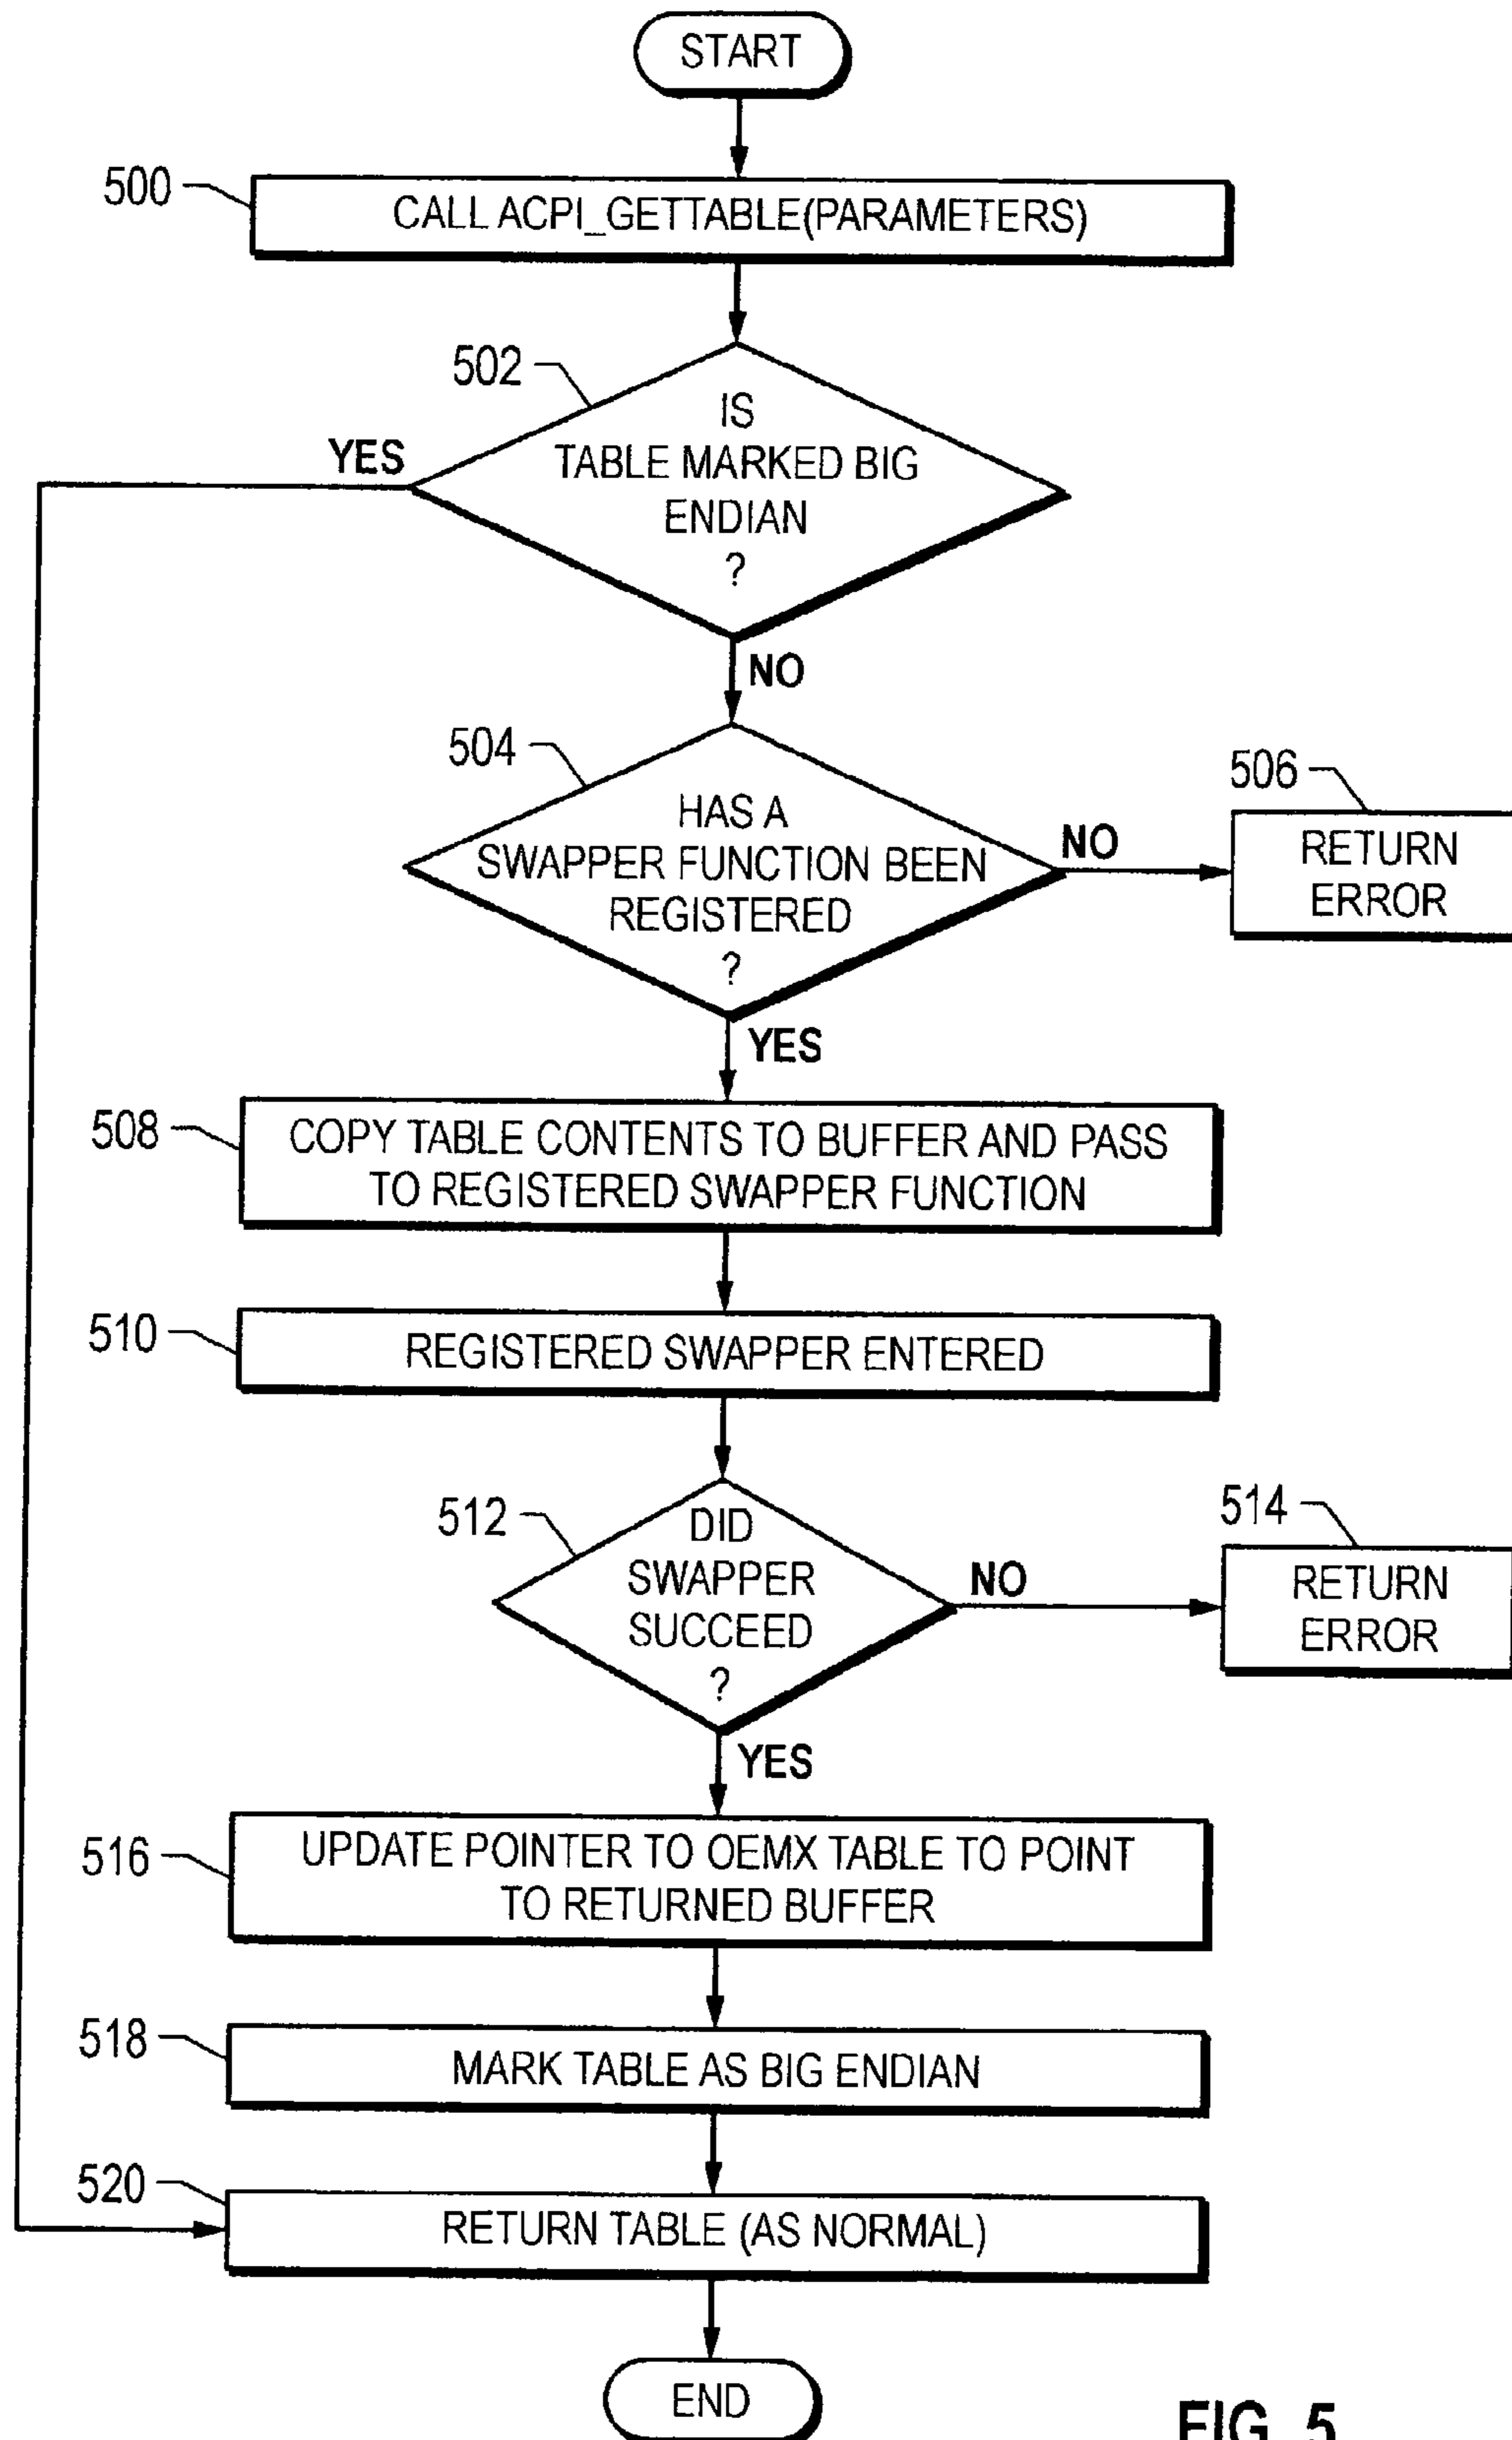 START
500
CALL ACPI_GETTABLE(PARAMETERS)
502
IS
TABLE MARKED BIG
ENDIAN
?
YES
NO
504
HAS A
SWAPPER FUNCTION BEEN
REGISTERED
?
NO
506
RETURN
ERROR
YES
508
COPY TABLE CONTENTS TO BUFFER AND PASS
TO REGISTERED SWAPPER FUNCTION
510
REGISTERED SWAPPER ENTERED
512
DID
SWAPPER
SUCCEED
?
NO
514
RETURN
ERROR
YES
516
UPDATE POINTER TO OEMX TABLE TO POINT
TO RETURNED BUFFER
518
MARK TABLE AS BIG ENDIAN
520
RETURN TABLE (AS NORMAL)
END
FIG. 5